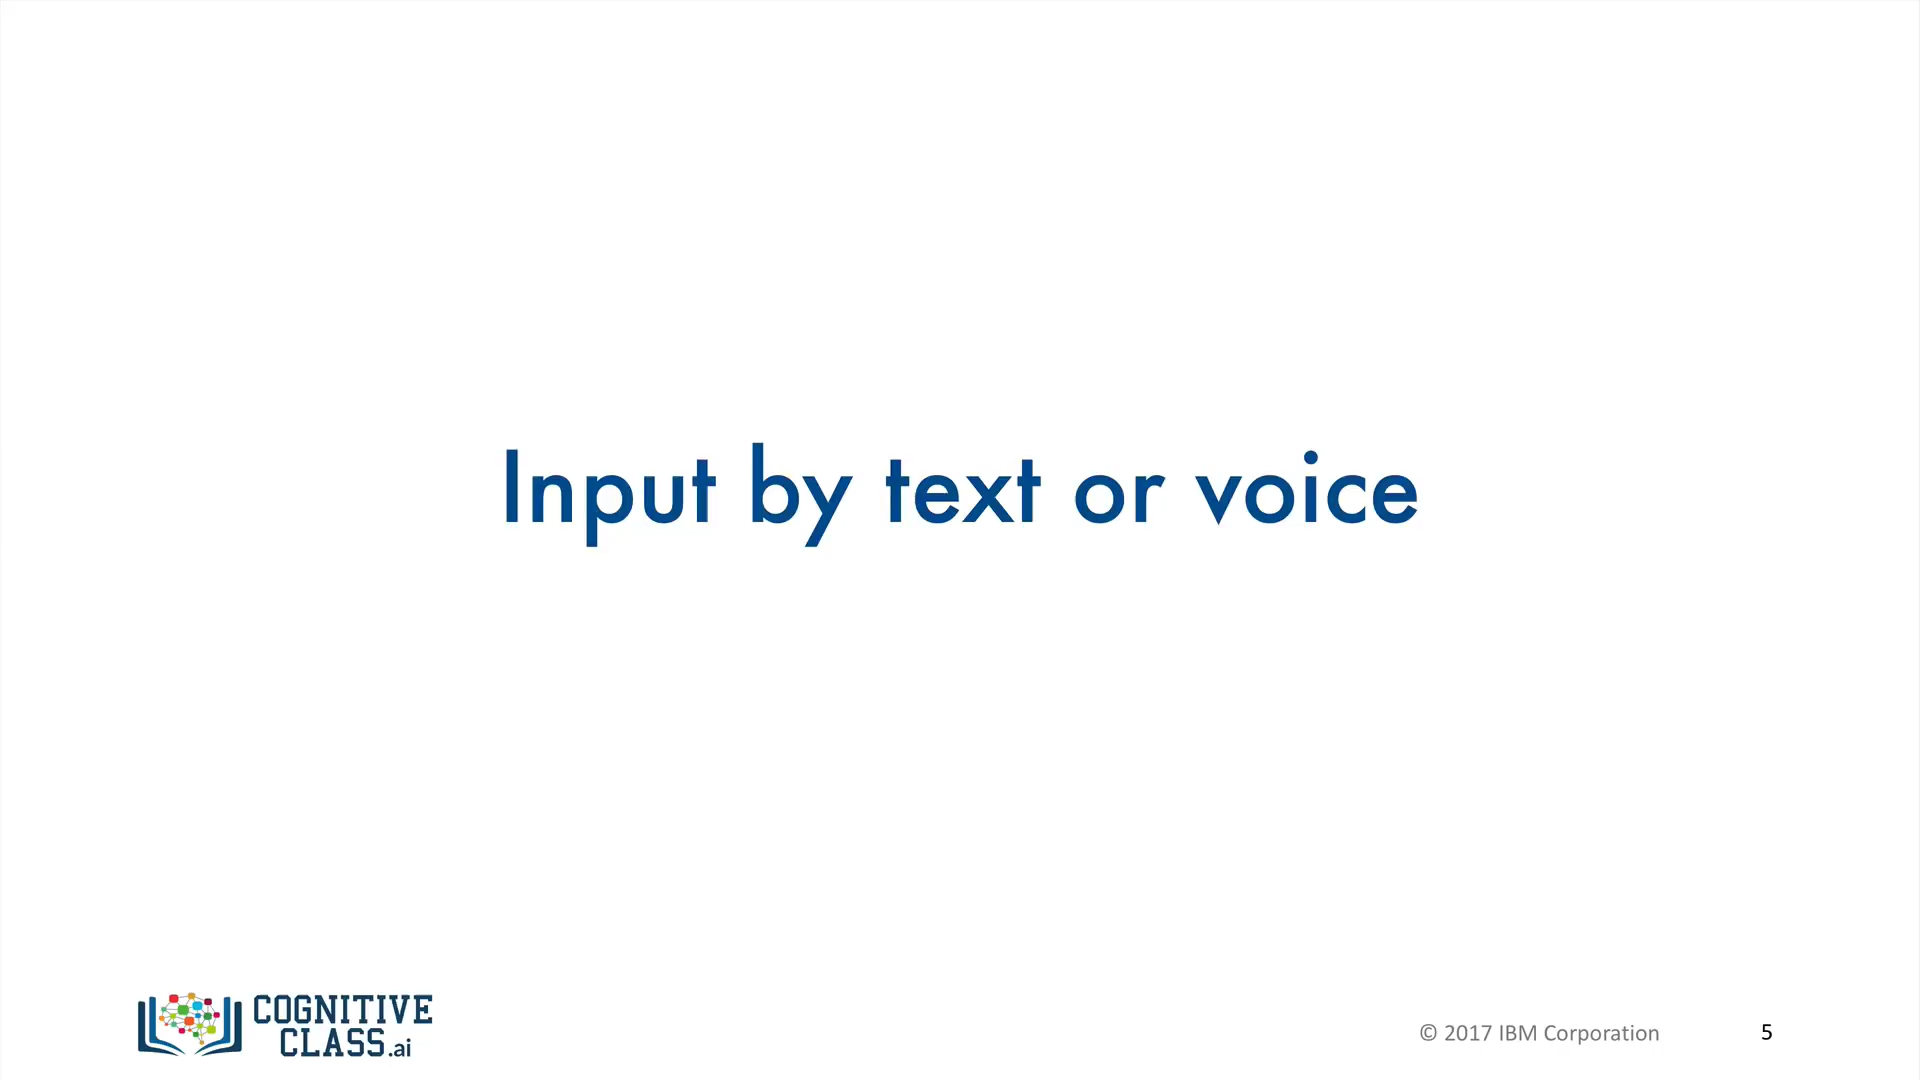 Input by text or voice
COGNITIVE
CLASS.ai
© 2017 IBM Corporation
5